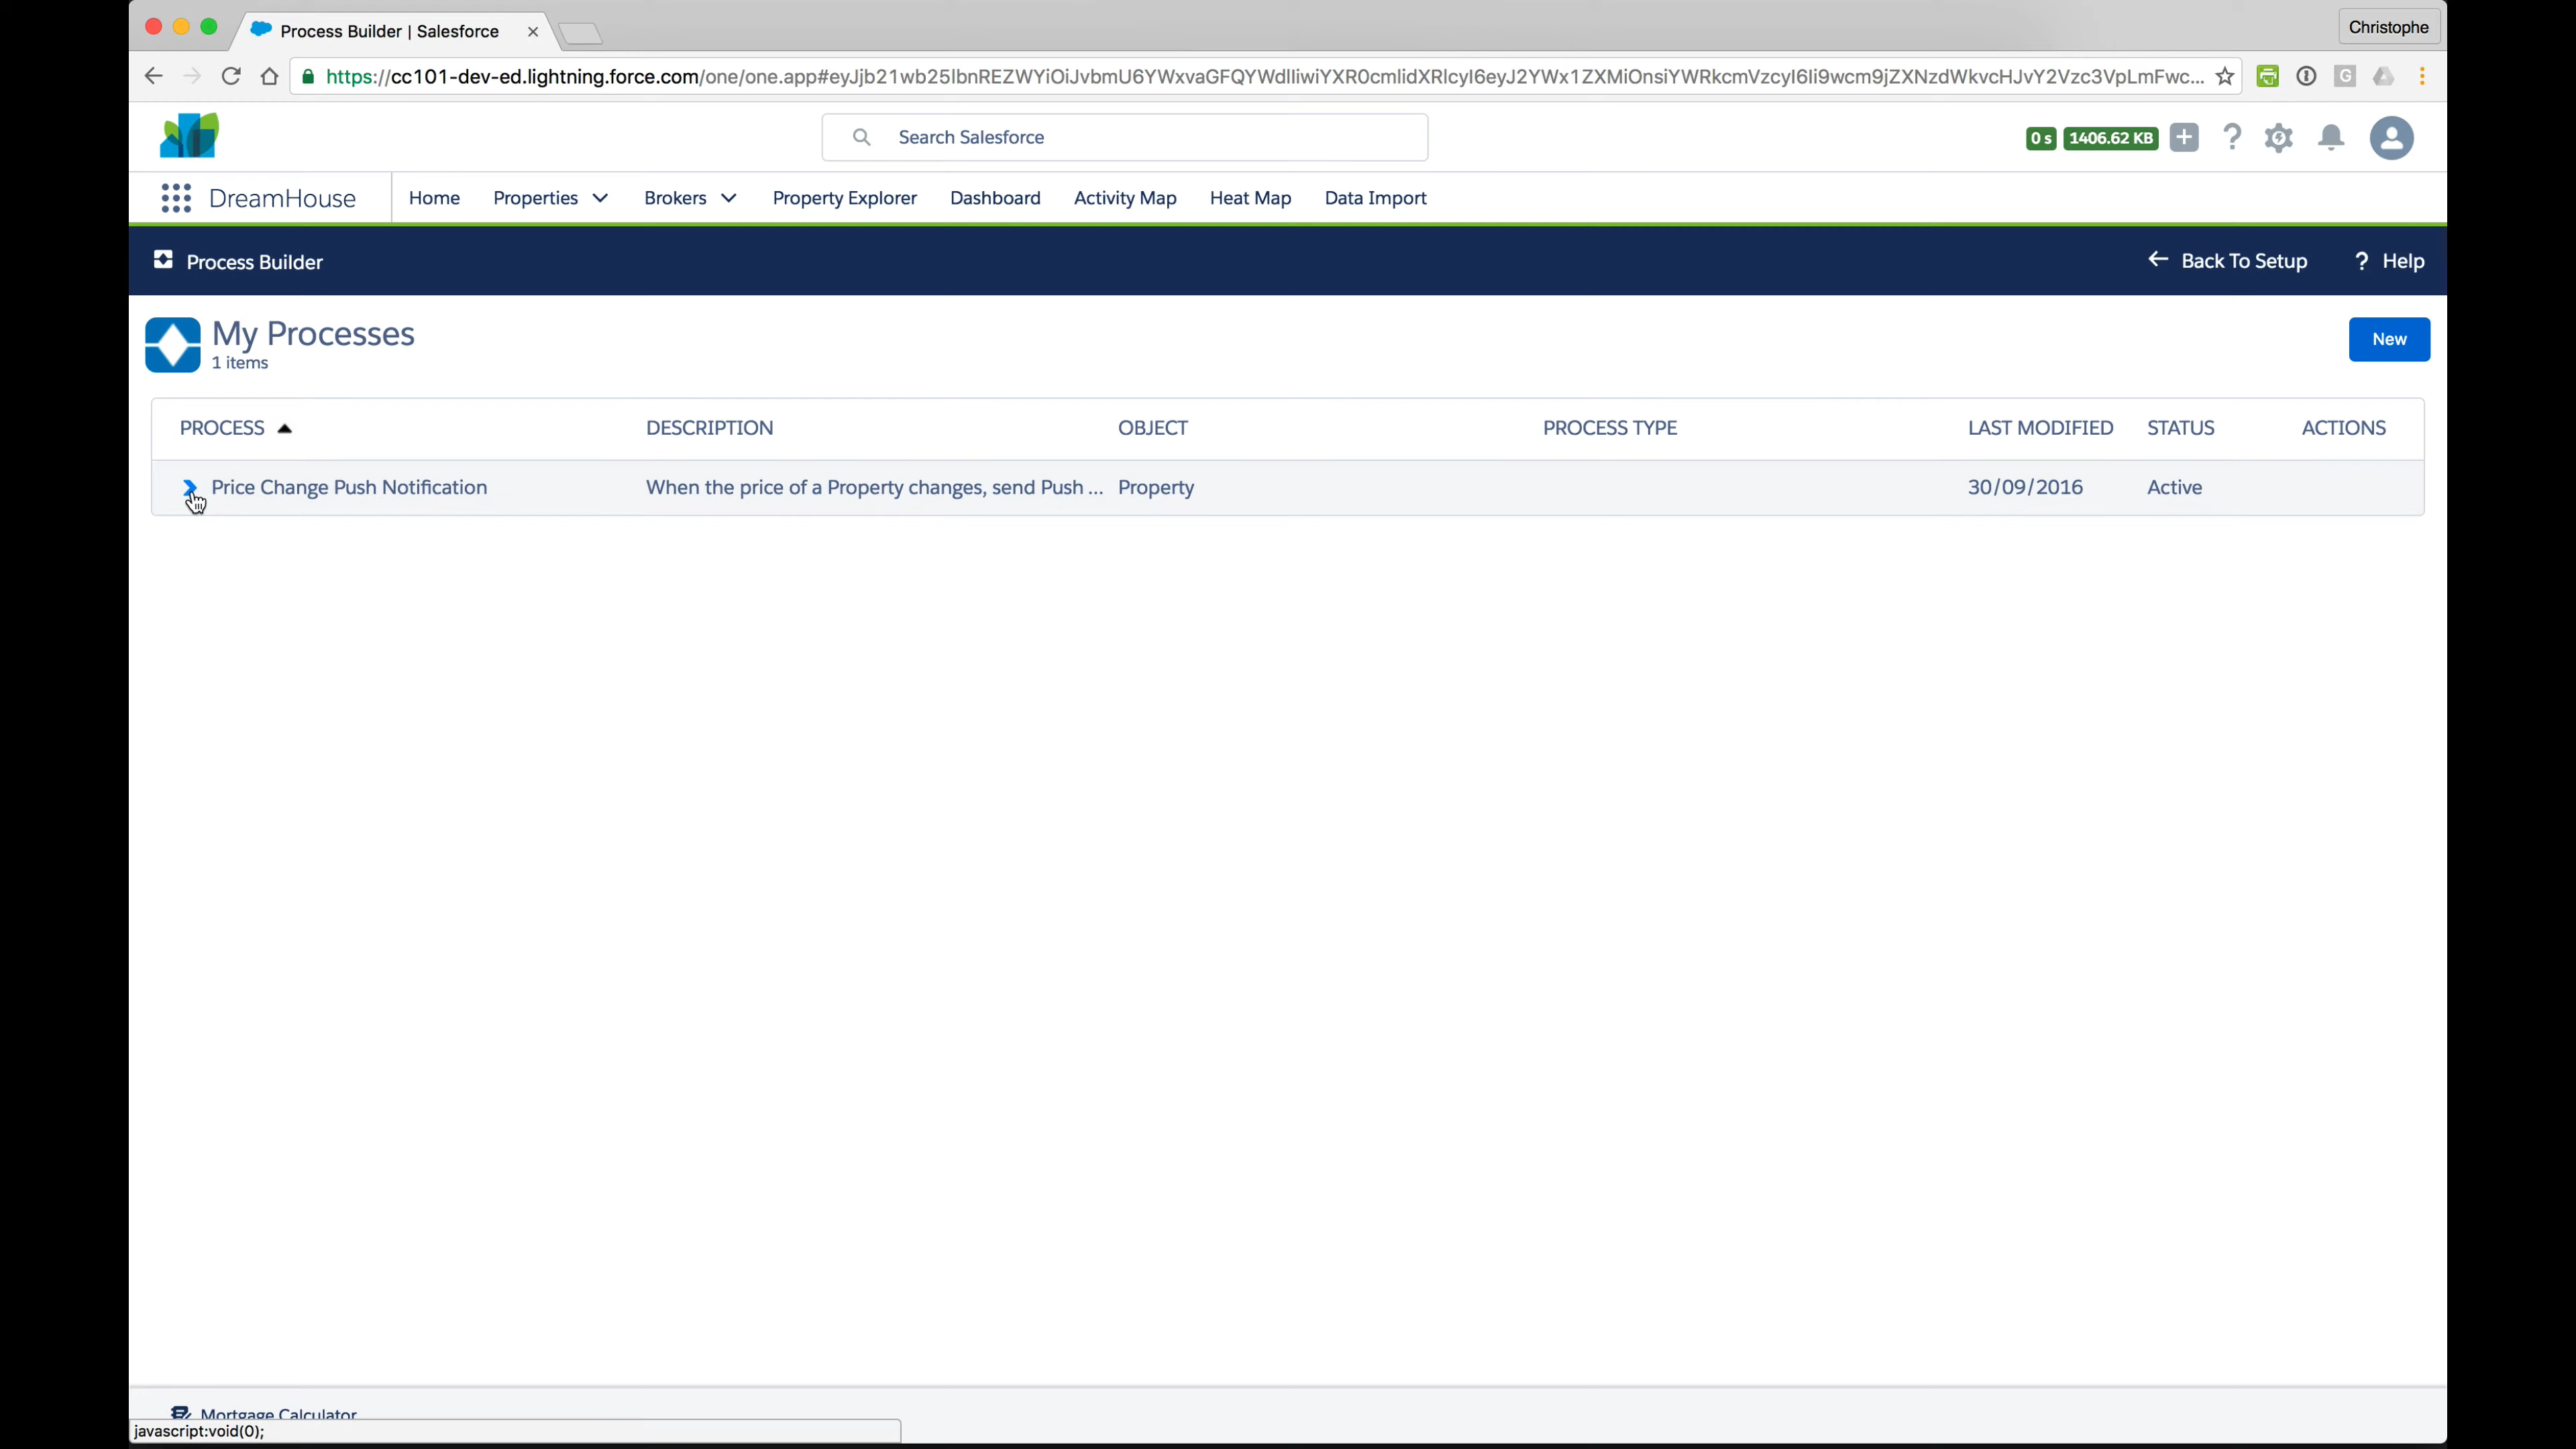 Process Builder | Salesforce
Christophe
https://cc101-dev-ed.lightning.force.com/one/one.app#eyJjb21wb25lbnREZWYiOiJvbmU6YWxvaGFQYWdlIiwiYXR0cmlidXRlcyI6eyJ2YWx1ZXMiOnsiYWRkcmVzcyI6Ii9wcm9jZXNzdWkvcHJvY2Vzc3VpLmFwc...
Search Salesforce
0 s 1406.62 KB
DreamHouse Home Properties Brokers Property Explorer Dashboard Activity Map Heat Map Data Import
Process Builder Back To Setup ? Help
My Processes
1 items
New
PROCESS DESCRIPTION OBJECT PROCESS TYPE LAST MODIFIED STATUS ACTIONS
Price Change Push Notification When the price of a Property changes, send Push ... Property 30/09/2016 Active
Mortgage Calculator
javascript:void(0);